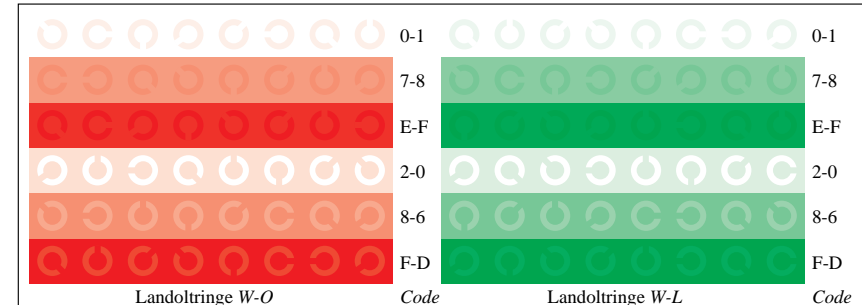 0-1 0-1
7-8 7-8
E-F E-F
2-0 2-0
8-6 8-6
F-D F-D
Landoltringe W-O Code Landoltringe W-L Code